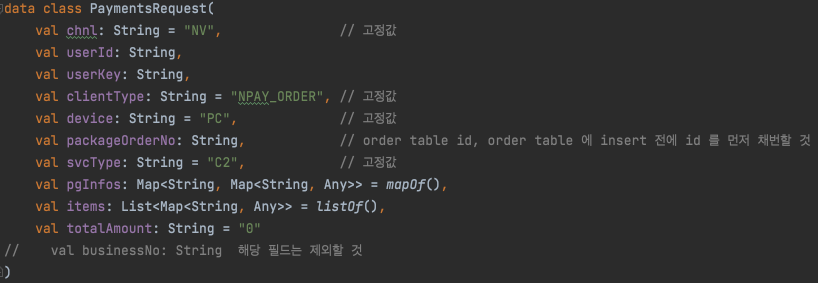 data class PaymentsRequest(
    val chnl: String = "NV",               // 고정값
    val userId: String,
    val userKey: String,
    val clientType: String = "NPAY_ORDER", // 고정값
    val device: String = "PC",             // 고정값
    val packageOrderNo: String,            // order table id, order table 에 insert 전에 id 를 먼저 채번할 것
    val svcType: String = "C2",            // 고정값
    val pgInfos: Map<String, Map<String, Any>> = mapOf(),
    val items: List<Map<String, Any>> = listOf(),
    val totalAmount: String = "0"
//    val businessNo: String  해당 필드는 제외할 것
)